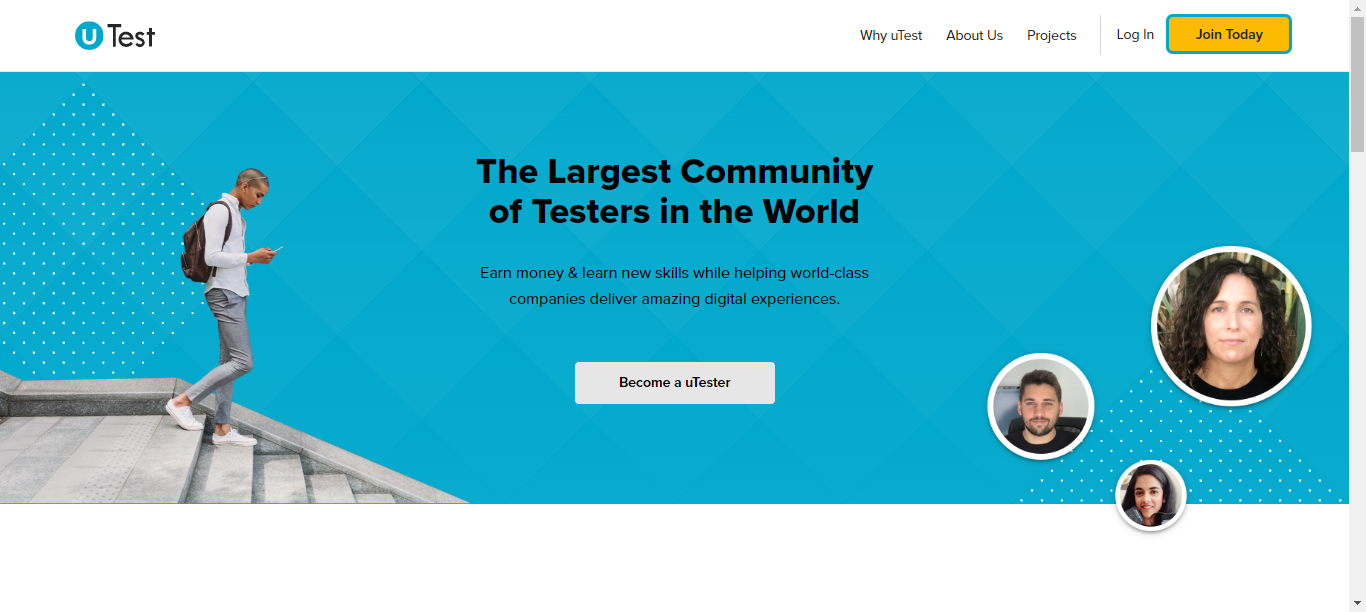 uTest
Why uTest
About Us
Projects
Log In
Join Today
The Largest Community
of Testers in the World
Earn money & learn new skills while helping world-class
companies deliver amazing digital experiences.
Become a uTester